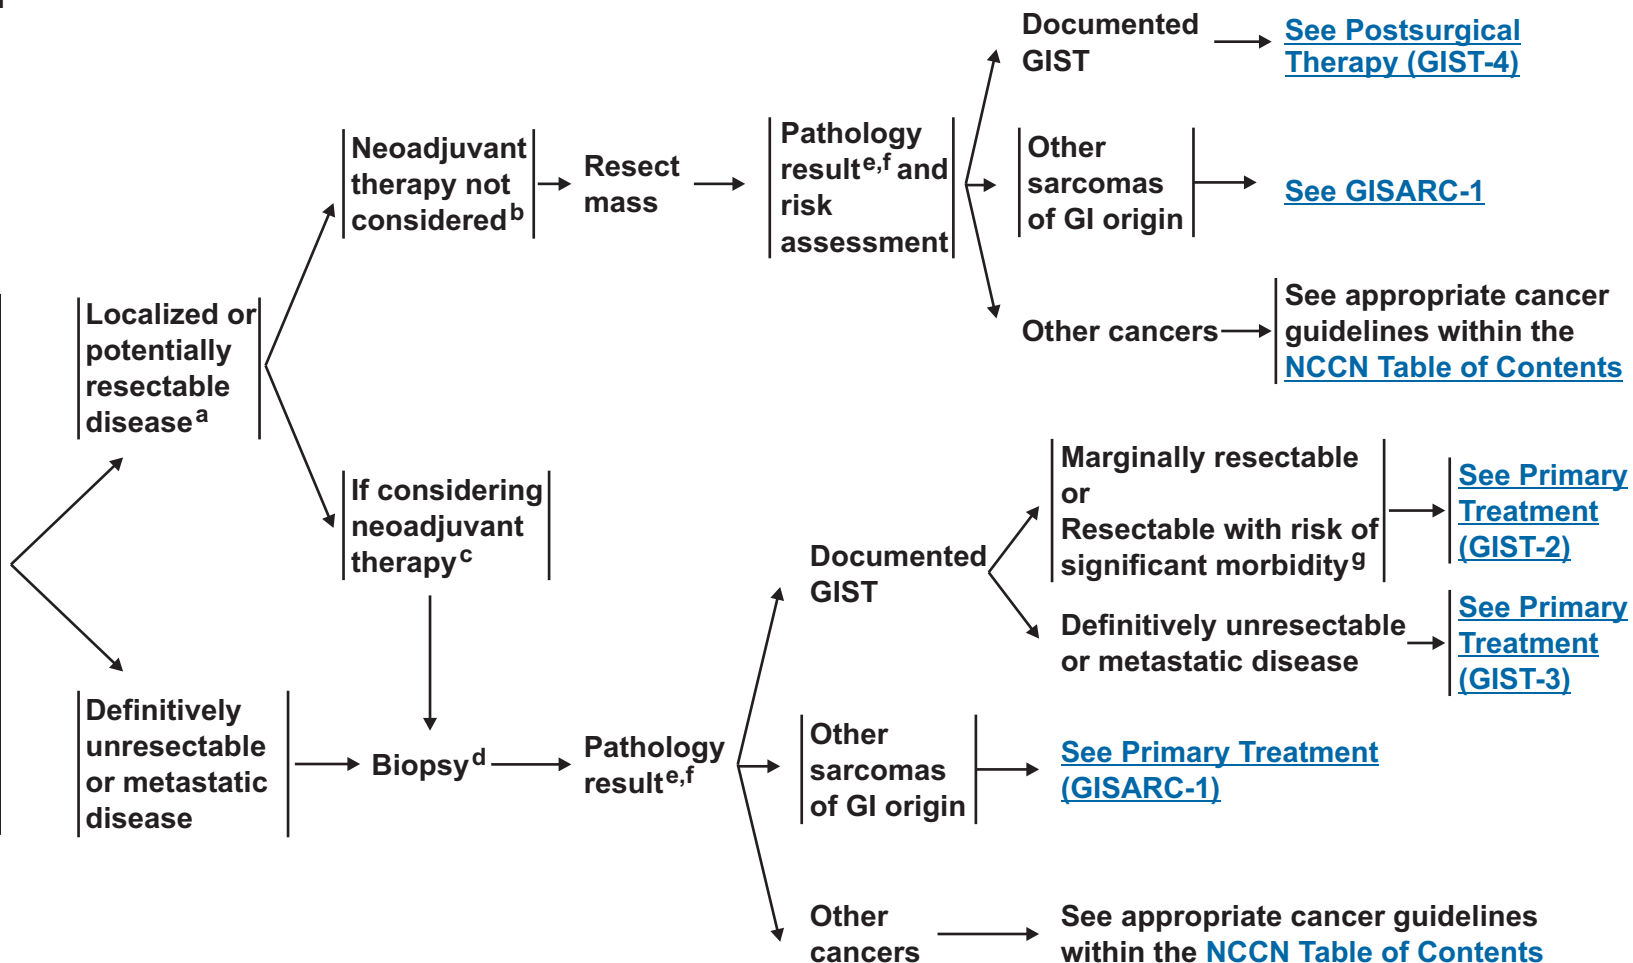 Documented
GIST
See Postsurgical
Therapy (GIST-4)
Neoadjuvant
therapy not
considered b
Resect
mass
Pathology
result e,f and
risk
assessment
Other
sarcomas
of GI origin
See GISARC-1
Other cancers
See appropriate cancer
guidelines within the
NCCN Table of Contents
Localized or
potentially
resectable
disease a
If considering
neoadjuvant
therapy c
Definitively
unresectable
or metastatic
disease
Biopsy d
Pathology
result e,f
Documented
GIST
Marginally resectable
or
Resectable with risk of
significant morbidity g
See Primary
Treatment
(GIST-2)
Definitively unresectable
or metastatic disease
See Primary
Treatment
(GIST-3)
Other
sarcomas
of GI origin
See Primary Treatment
(GISARC-1)
Other
cancers
See appropriate cancer guidelines
within the NCCN Table of Contents